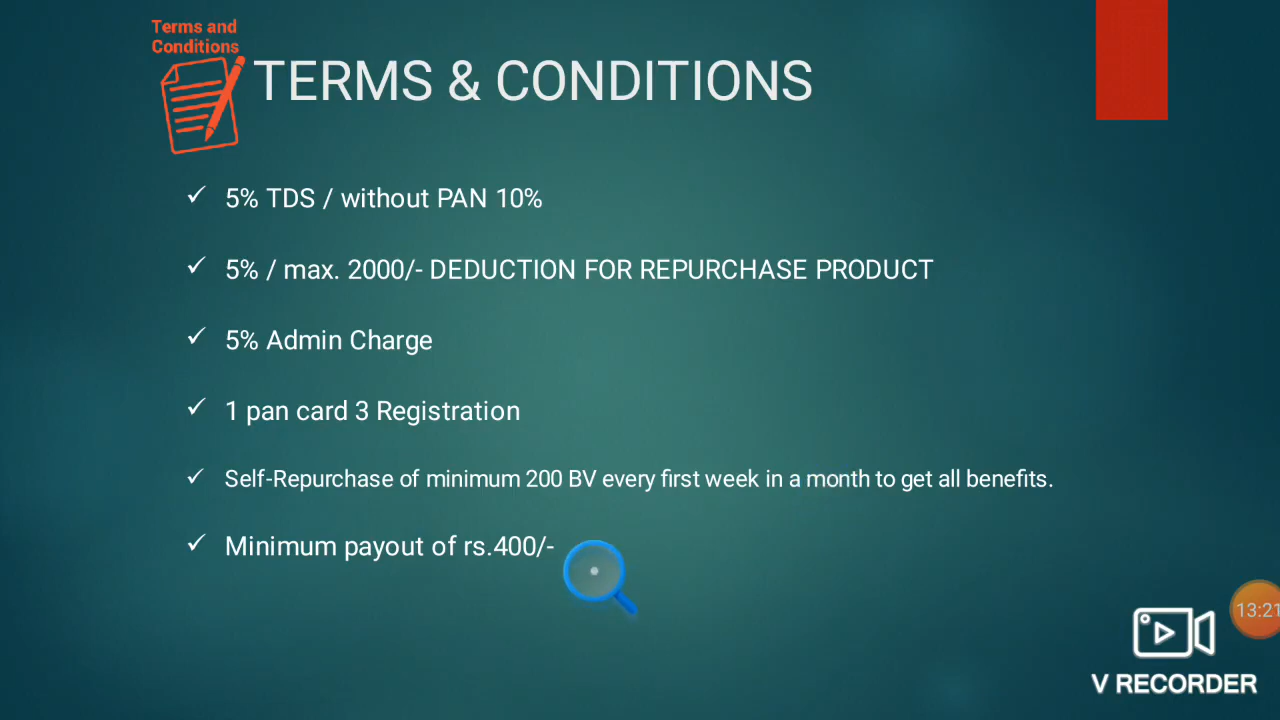 Terms and
Conditions
TERMS & CONDITIONS
5% TDS / without PAN 10%
5% / max. 2000/- DEDUCTION FOR REPURCHASE PRODUCT
5% Admin Charge
1 pan card 3 Registration
Self-Repurchase of minimum 200 BV every first week in a month to get all benefits.
Minimum payout of rs.400/-
13:21
V RECORDER